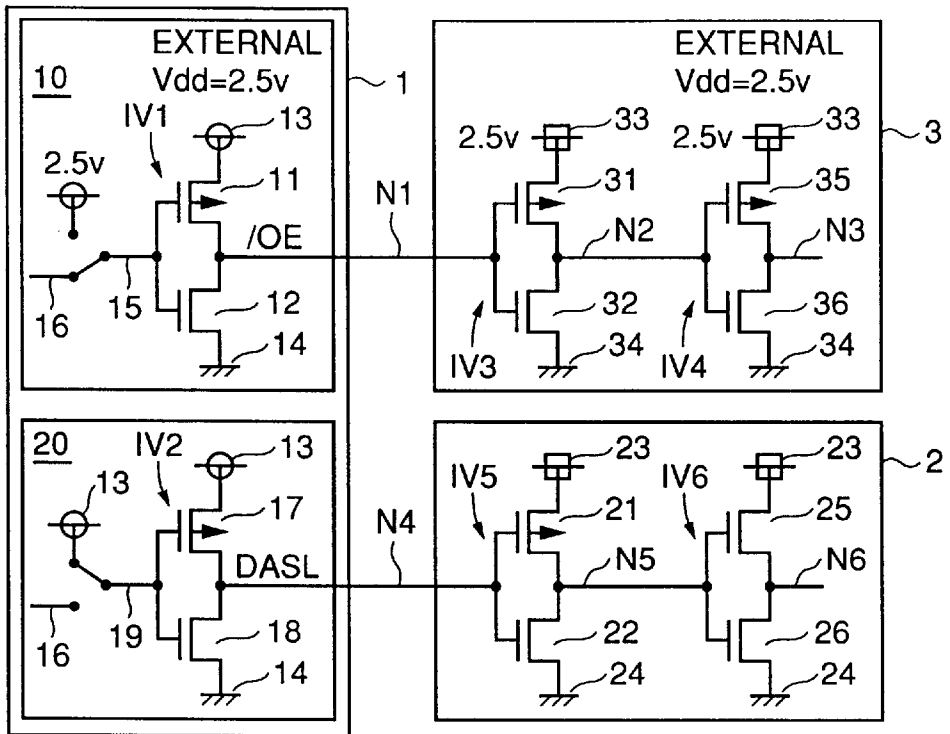 EXTERNAL
Vdd=2.5v
10
IV1
13
2.5v
11
/OE
16
15
12
14
1
N1
EXTERNAL
Vdd=2.5v
3
2.5v
33
2.5v
33
31
35
N2
N3
32
36
IV3
34
IV4
34
20
IV2
13
13
17
DASL
16
19
18
14
N4
2
IV5
23
IV6
23
21
25
N5
N6
22
26
24
24